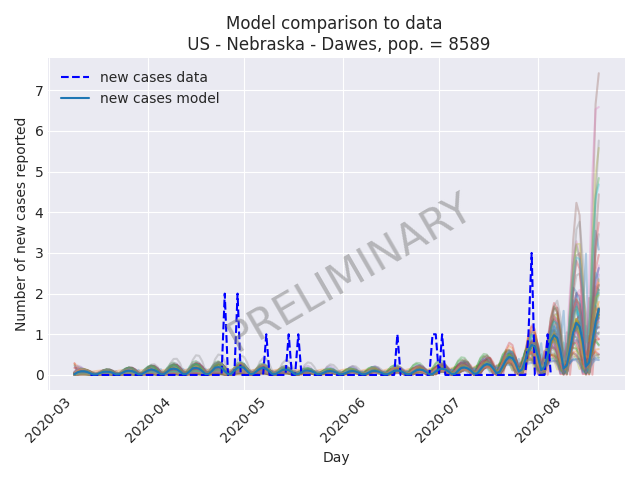 Model comparison to data
US - Nebraska - Dawes, pop. = 8589
new cases data
new cases model
PRELIMINARY
Number of new cases reported
7
6
5
4
3
2
1
0
2020-03
2020-04
2020-05
2020-06
2020-07
2020-08
Day